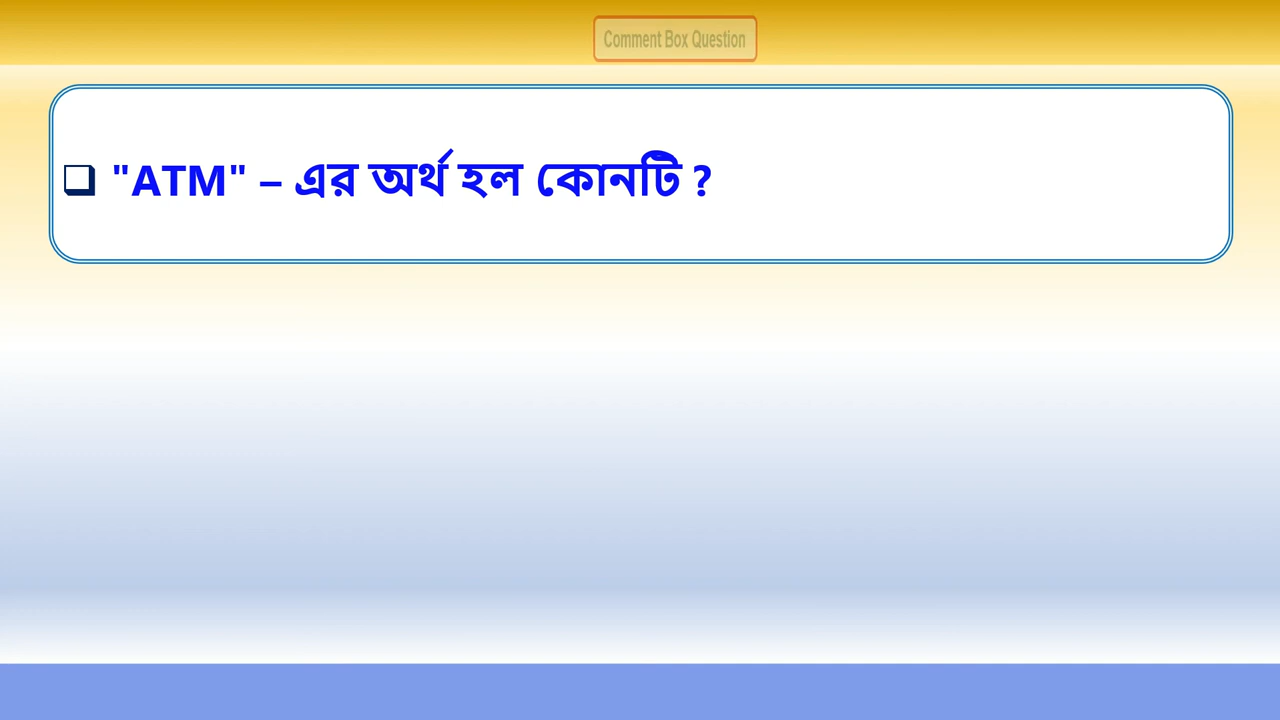 Comment Box Question
"ATM" – এর অর্থ হল কোনটি ?